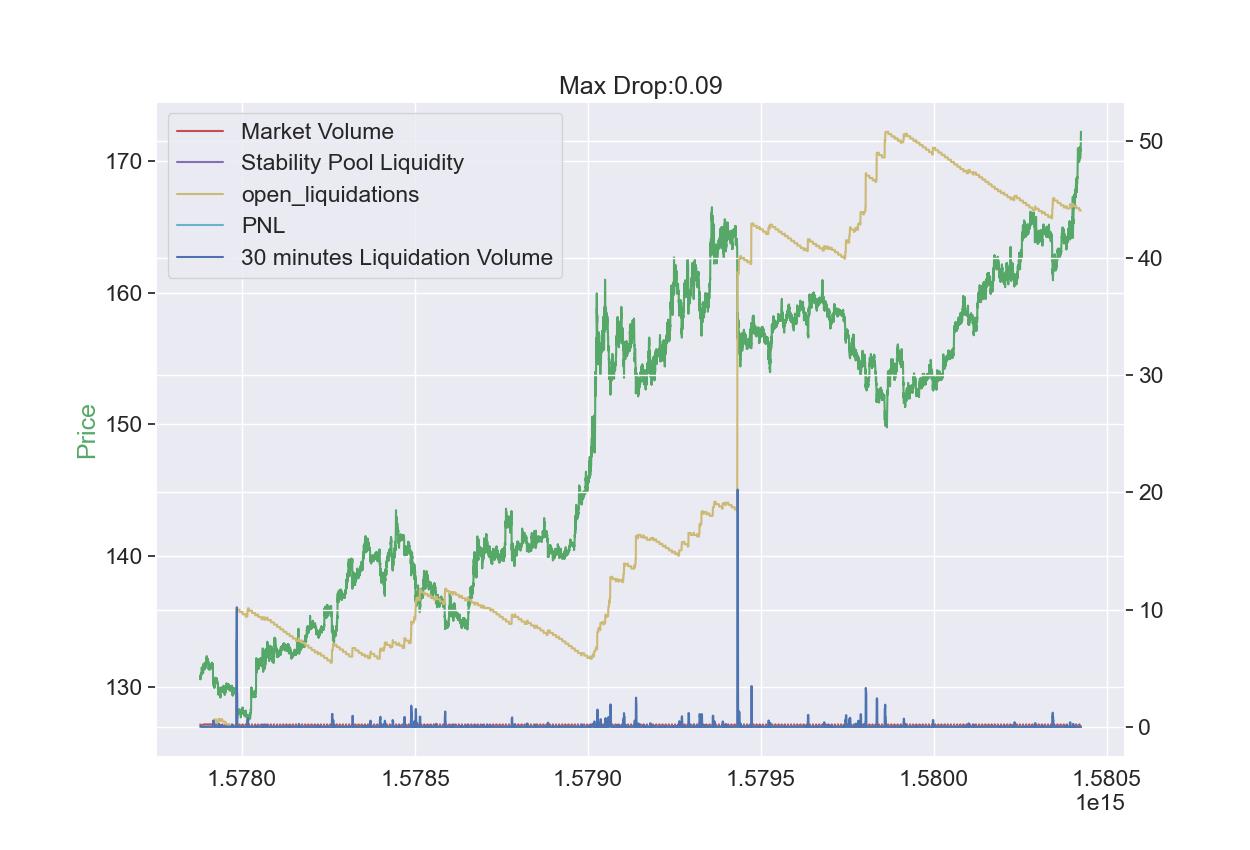 Max Drop:0.09
Market Volume
Stability Pool Liquidity
open_liquidations
PNL
30 minutes Liquidation Volume
Price
170
160
150
140
130
50
40
30
20
10
0
1.5780 1.5785 1.5790 1.5795 1.5800 1.5805
1e15